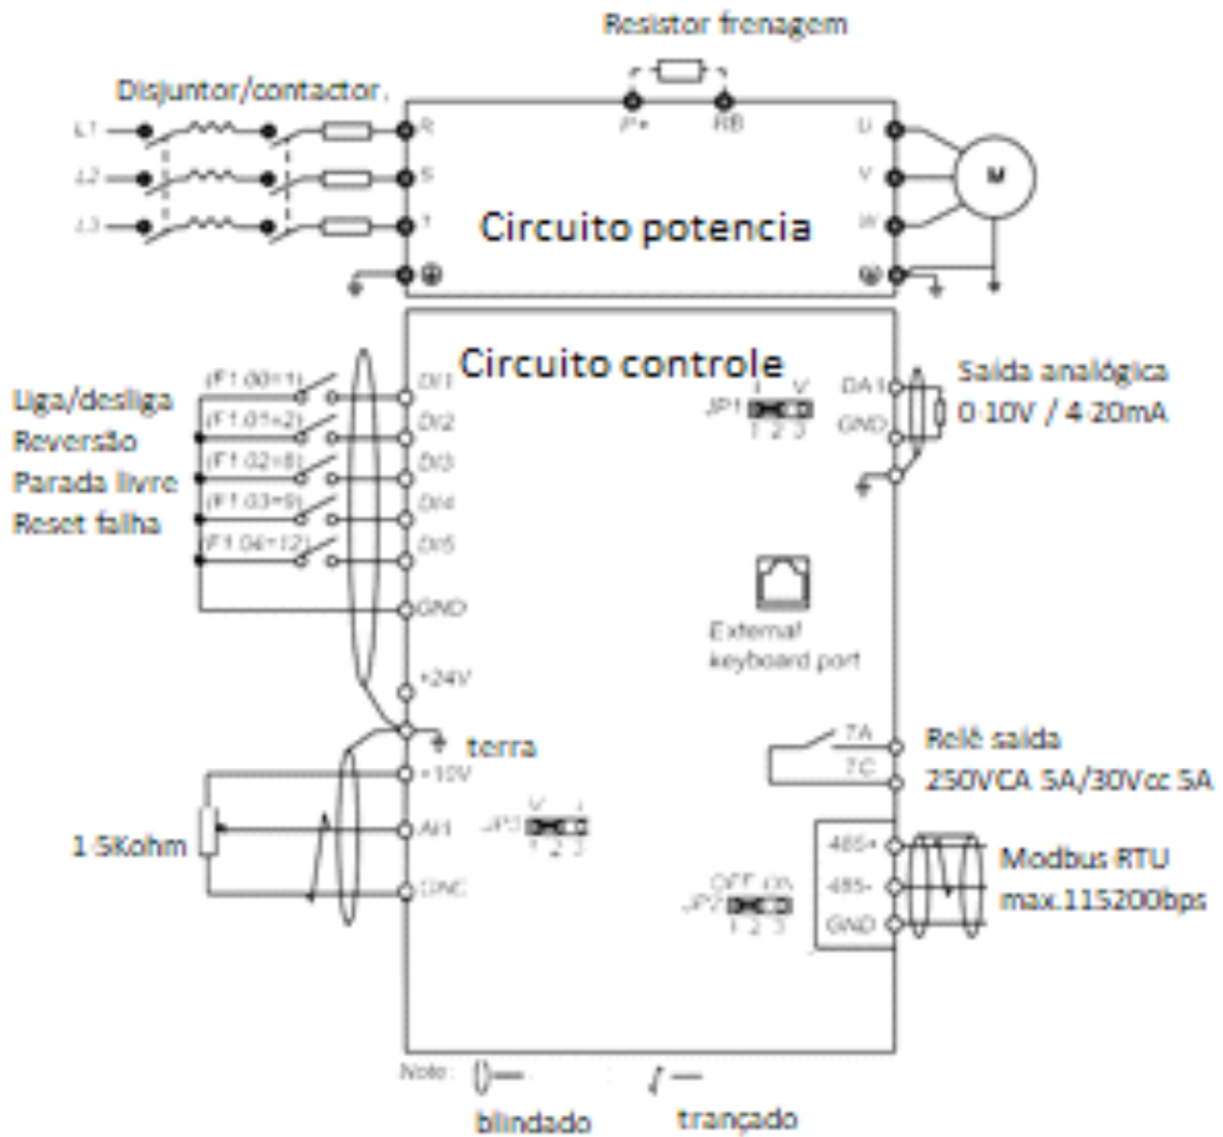 Resistor frenagem
Disjuntor/contactor.
P+ RB
L1 R U
L2 S V M
L3 T W
Circuito potencia
Circuito controle
(F1.00=1) DI1
Liga/desliga
(F1.01=2) DI2
Reversão
(F1.02=8) DI3
Parada livre
(F1.03=9) DI4
Reset falha
(F1.04=12) DI5
GND
+24V
terra
+10V
1-5Kohm
AI1
GND
I V
JP1
1 2 3
DA1
GND
Saída analógica
0-10V / 4-20mA
External
keyboard port
TA
TC
Relê saida
250VCA 5A/30Vcc 5A
V I
1 2 3
OFF ON
JP2
1 2 3
485+
485-
GND
Modbus RTU
max.115200bps
Note:
blindado
trançado